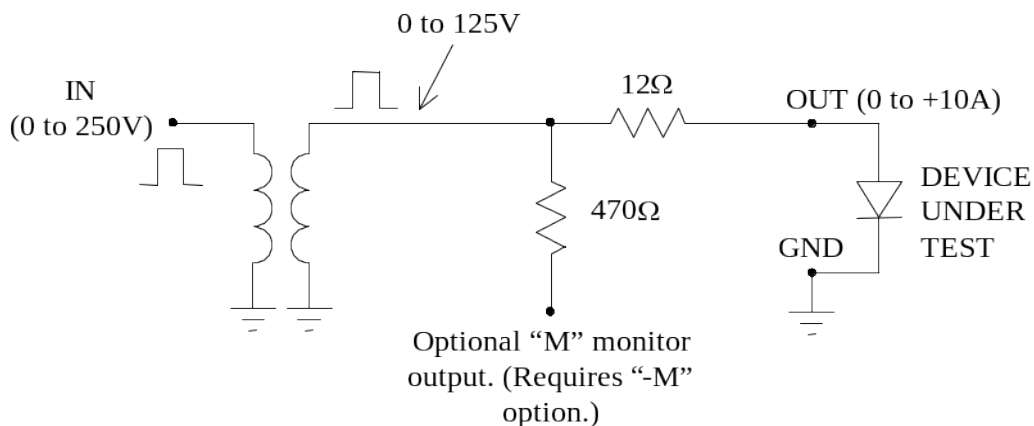 0 to 125V
IN
(0 to 250V)
12Ω
OUT (0 to +10A)
470Ω
DEVICE
UNDER
TEST
GND
Optional “M” monitor
output. (Requires “-M”
option.)